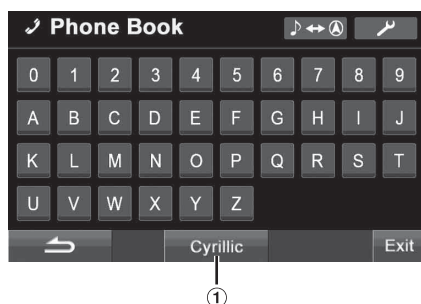 Phone Book
0 1 2 3 4 5 6 7 8 9
A B C D E F G H I J
K L M N O P Q R S T
U V W X Y Z
Cyrillic Exit
1